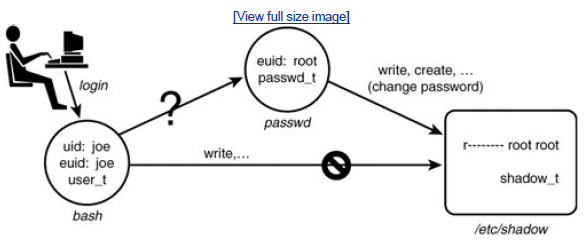 [View full size image]
login
uid: joe
euid: joe
user_t
bash
?
euid: root
passwd_t
passwd
write, create, ...
(change password)
write,...
r-------- root root
shadow_t
/etc/shadow